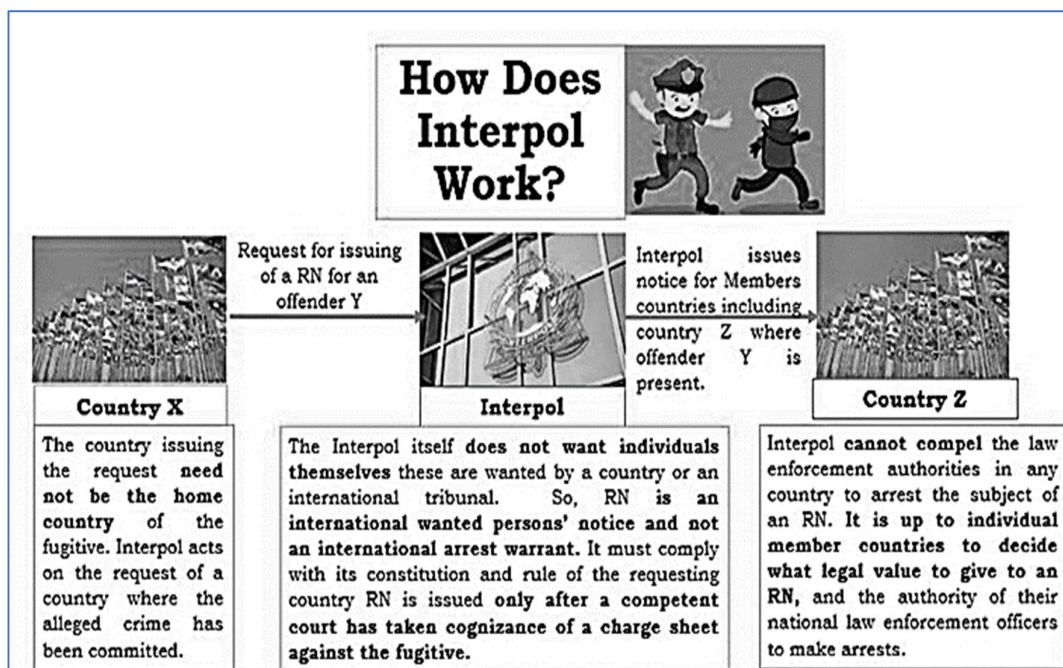 How Does
Interpol
Work?
Request for issuing
of a RN for an
offender Y
Interpol issues
notice for Members
countries including
country Z where
offender Y is
present.
Country X
Interpol
Country Z
The country issuing
the request need
not be the home
country of the
fugitive. Interpol acts
on the request of a
country where the
alleged crime has
been committed.
The Interpol itself does not want individuals
themselves these are wanted by a country or an
international tribunal. So, RN is an
international wanted persons' notice and not
an international arrest warrant. It must comply
with its constitution and rule of the requesting
country RN is issued only after a competent
court has taken cognizance of a charge sheet
against the fugitive.
Interpol cannot compel the law
enforcement authorities in any
country to arrest the subject of
an RN. It is up to individual
member countries to decide
what legal value to give to an
RN, and the authority of their
national law enforcement officers
to make arrests.